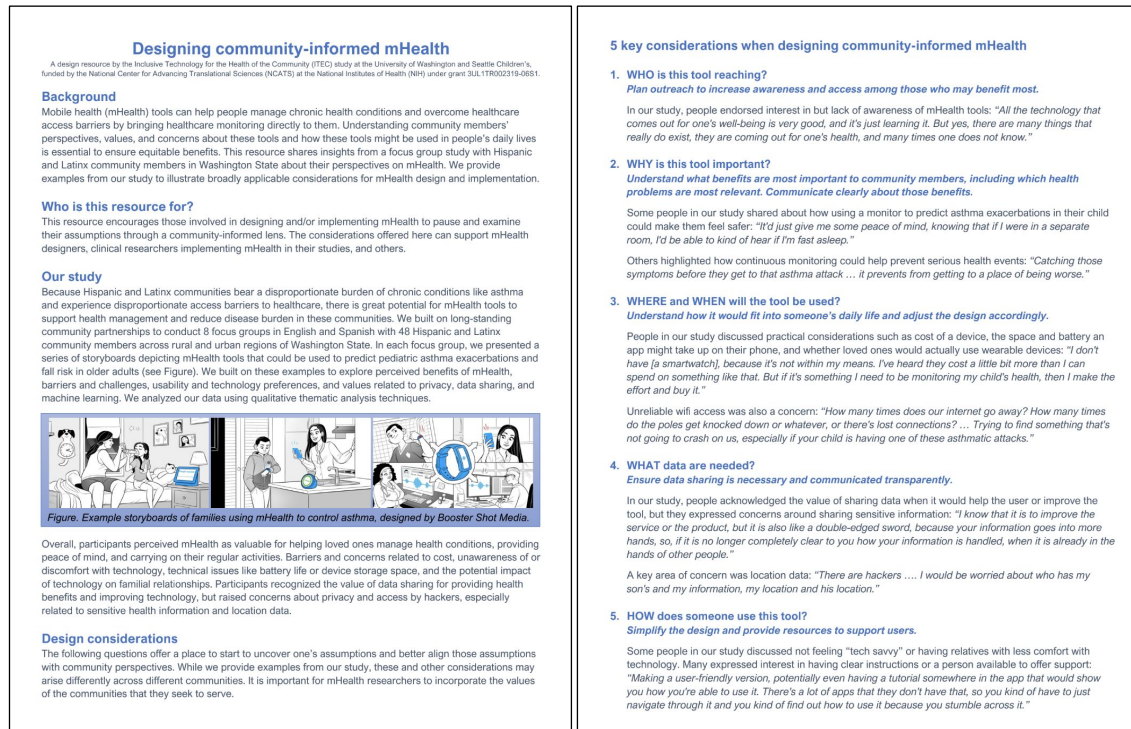 Designing community-informed mHealth
A design resource by the Inclusive Technology for the Health of the Community (ITEC) study at the University of Washington and Seattle Children's,
funded by the National Center for Advancing Translational Sciences (NCATS) at the National Institutes of Health (NIH) under grant 3UL1TR002319-06S1.
Background
Mobile health (mHealth) tools can help people manage chronic health conditions and overcome healthcare
access barriers by bringing healthcare monitoring directly to them. Understanding community members'
perspectives, values, and concerns about these tools and how these tools might be used in people's daily lives
is essential to ensure equitable benefits. This resource shares insights from a focus group study with Hispanic
and Latinx community members in Washington State about their perspectives on mHealth. We provide
examples from our study to illustrate broadly applicable considerations for mHealth design and implementation.
Who is this resource for?
This resource encourages those involved in designing and/or implementing mHealth to pause and examine
their assumptions through a community-informed lens. The considerations offered here can support mHealth
designers, clinical researchers implementing mHealth in their studies, and others.
Our study
Because Hispanic and Latinx communities bear a disproportionate burden of chronic conditions like asthma
and experience disproportionate access barriers to healthcare, there is great potential for mHealth tools to
support health management and reduce disease burden in these communities. We built on long-standing
community partnerships to conduct 8 focus groups in English and Spanish with 48 Hispanic and Latinx
community members across rural and urban regions of Washington State. In each focus group, we presented a
series of storyboards depicting mHealth tools that could be used to predict pediatric asthma exacerbations and
fall risk in older adults (see Figure). We built on these examples to explore perceived benefits of mHealth,
barriers and challenges, usability and technology preferences, and values related to privacy, data sharing, and
machine learning. We analyzed our data using qualitative thematic analysis techniques.
Figure. Example storyboards of families using mHealth to control asthma, designed by Booster Shot Media.
Overall, participants perceived mHealth as valuable for helping loved ones manage health conditions, providing
peace of mind, and carrying on their regular activities. Barriers and concerns related to cost, unawareness of or
discomfort with technology, technical issues like battery life or device storage space, and the potential impact
of technology on familial relationships. Participants recognized the value of data sharing for providing health
benefits and improving technology, but raised concerns about privacy and access by hackers, especially
related to sensitive health information and location data.
Design considerations
The following questions offer a place to start to uncover one's assumptions and better align those assumptions
with community perspectives. While we provide examples from our study, these and other considerations may
arise differently across different communities. It is important for mHealth researchers to incorporate the values
of the communities that they seek to serve.
5 key considerations when designing community-informed mHealth
1. WHO is this tool reaching?
Plan outreach to increase awareness and access among those who may benefit most.
In our study, people endorsed interest in but lack of awareness of mHealth tools: "All the technology that
comes out for one's well-being is very good, and it's just learning it. But yes, there are many things that
really do exist, they are coming out for one's health, and many times one does not know."
2. WHY is this tool important?
Understand what benefits are most important to community members, including which health
problems are most relevant. Communicate clearly about those benefits.
Some people in our study shared about how using a monitor to predict asthma exacerbations in their child
could make them feel safer: "It'd just give me some peace of mind, knowing that if I were in a separate
room, I'd be able to kind of hear if I'm fast asleep."
Others highlighted how continuous monitoring could help prevent serious health events: "Catching those
symptoms before they get to that asthma attack … it prevents from getting to a place of being worse."
3. WHERE and WHEN will the tool be used?
Understand how it would fit into someone's daily life and adjust the design accordingly.
People in our study discussed practical considerations such as cost of a device, the space and battery an
app might take up on their phone, and whether loved ones would actually use wearable devices: "I don't
have [a smartwatch], because it's not within my means. I've heard they cost a little bit more than I can
spend on something like that. But if it's something I need to be monitoring my child's health, then I make the
effort and buy it."
Unreliable wifi access was also a concern: "How many times does our internet go away? How many times
do the poles get knocked down or whatever, or there's lost connections? … Trying to find something that's
not going to crash on us, especially if your child is having one of these asthmatic attacks."
4. WHAT data are needed?
Ensure data sharing is necessary and communicated transparently.
In our study, people acknowledged the value of sharing data when it would help the user or improve the
tool, but they expressed concerns around sharing sensitive information: "I know that it is to improve the
service or the product, but it is also like a double-edged sword, because your information goes into more
hands, so, if it is no longer completely clear to you how your information is handled, when it is already in the
hands of other people."
A key area of concern was location data: "There are hackers …. I would be worried about who has my
son's and my information, my location and his location."
5. HOW does someone use this tool?
Simplify the design and provide resources to support users.
Some people in our study discussed not feeling "tech savvy" or having relatives with less comfort with
technology. Many expressed interest in having clear instructions or a person available to offer support:
"Making a user-friendly version, potentially even having a tutorial somewhere in the app that would show
you how you're able to use it. There's a lot of apps that they don't have that, so you kind of have to just
navigate through it and you kind of find out how to use it because you stumble across it."